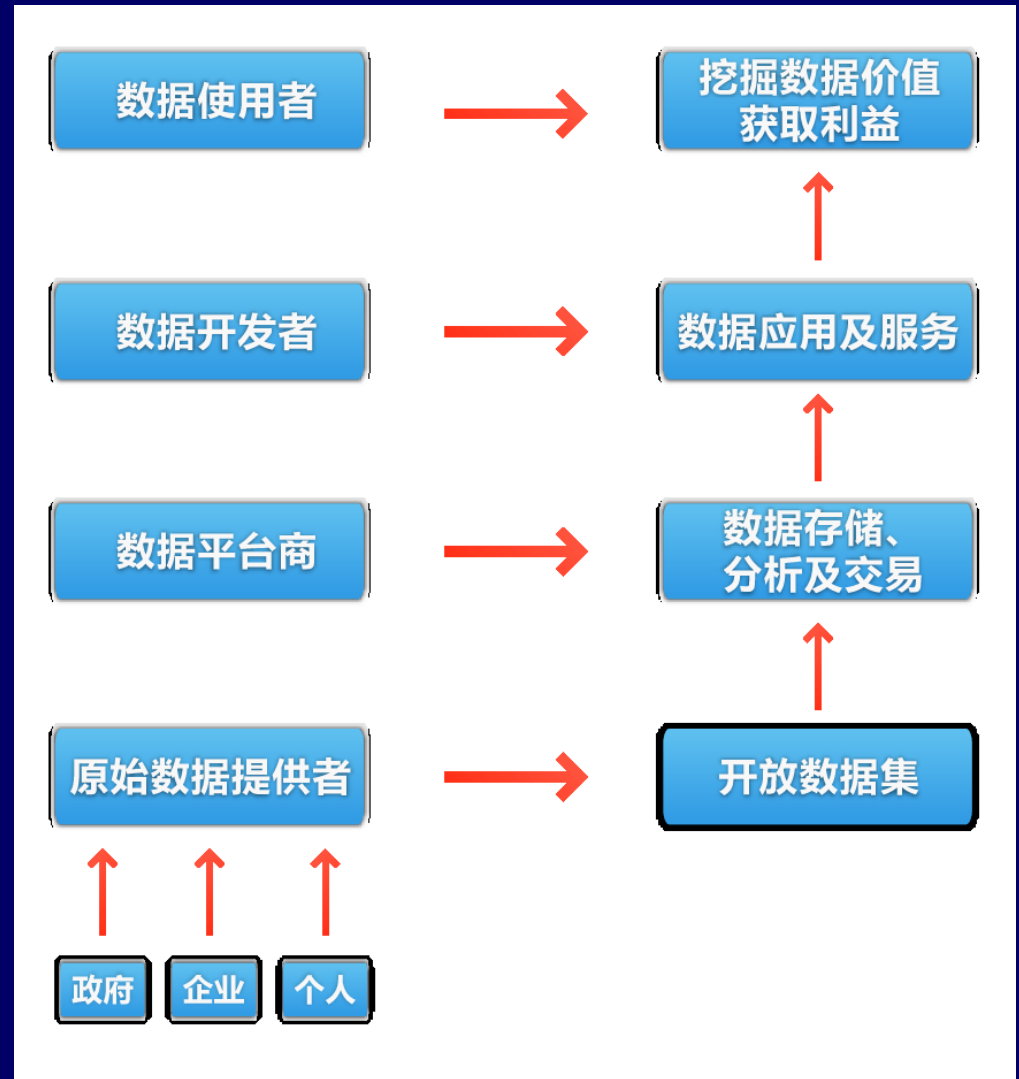 数据使用者
挖掘数据价值
获取利益
数据开发者
数据应用及服务
数据平台商
数据存储、
分析及交易
原始数据提供者
开放数据集
政府
企业
个人